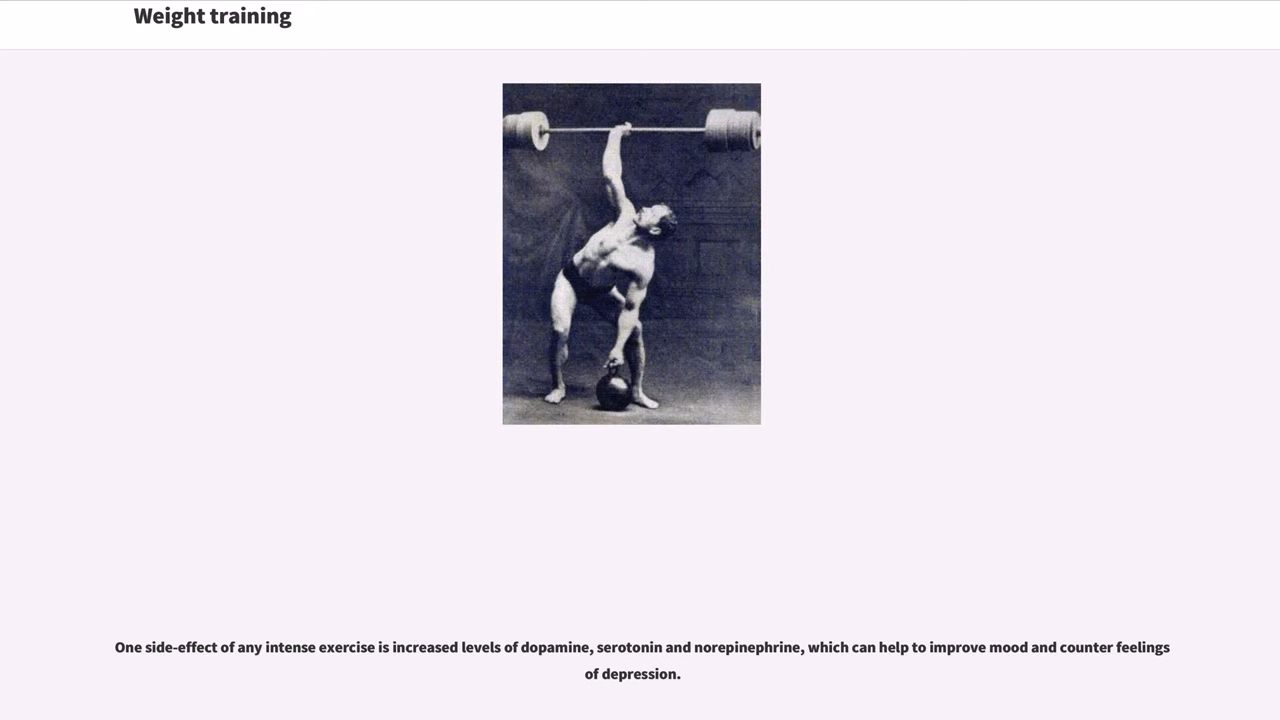 Weight training
One side-effect of any intense exercise is increased levels of dopamine, serotonin and norepinephrine, which can help to improve mood and counter feelings
of depression.